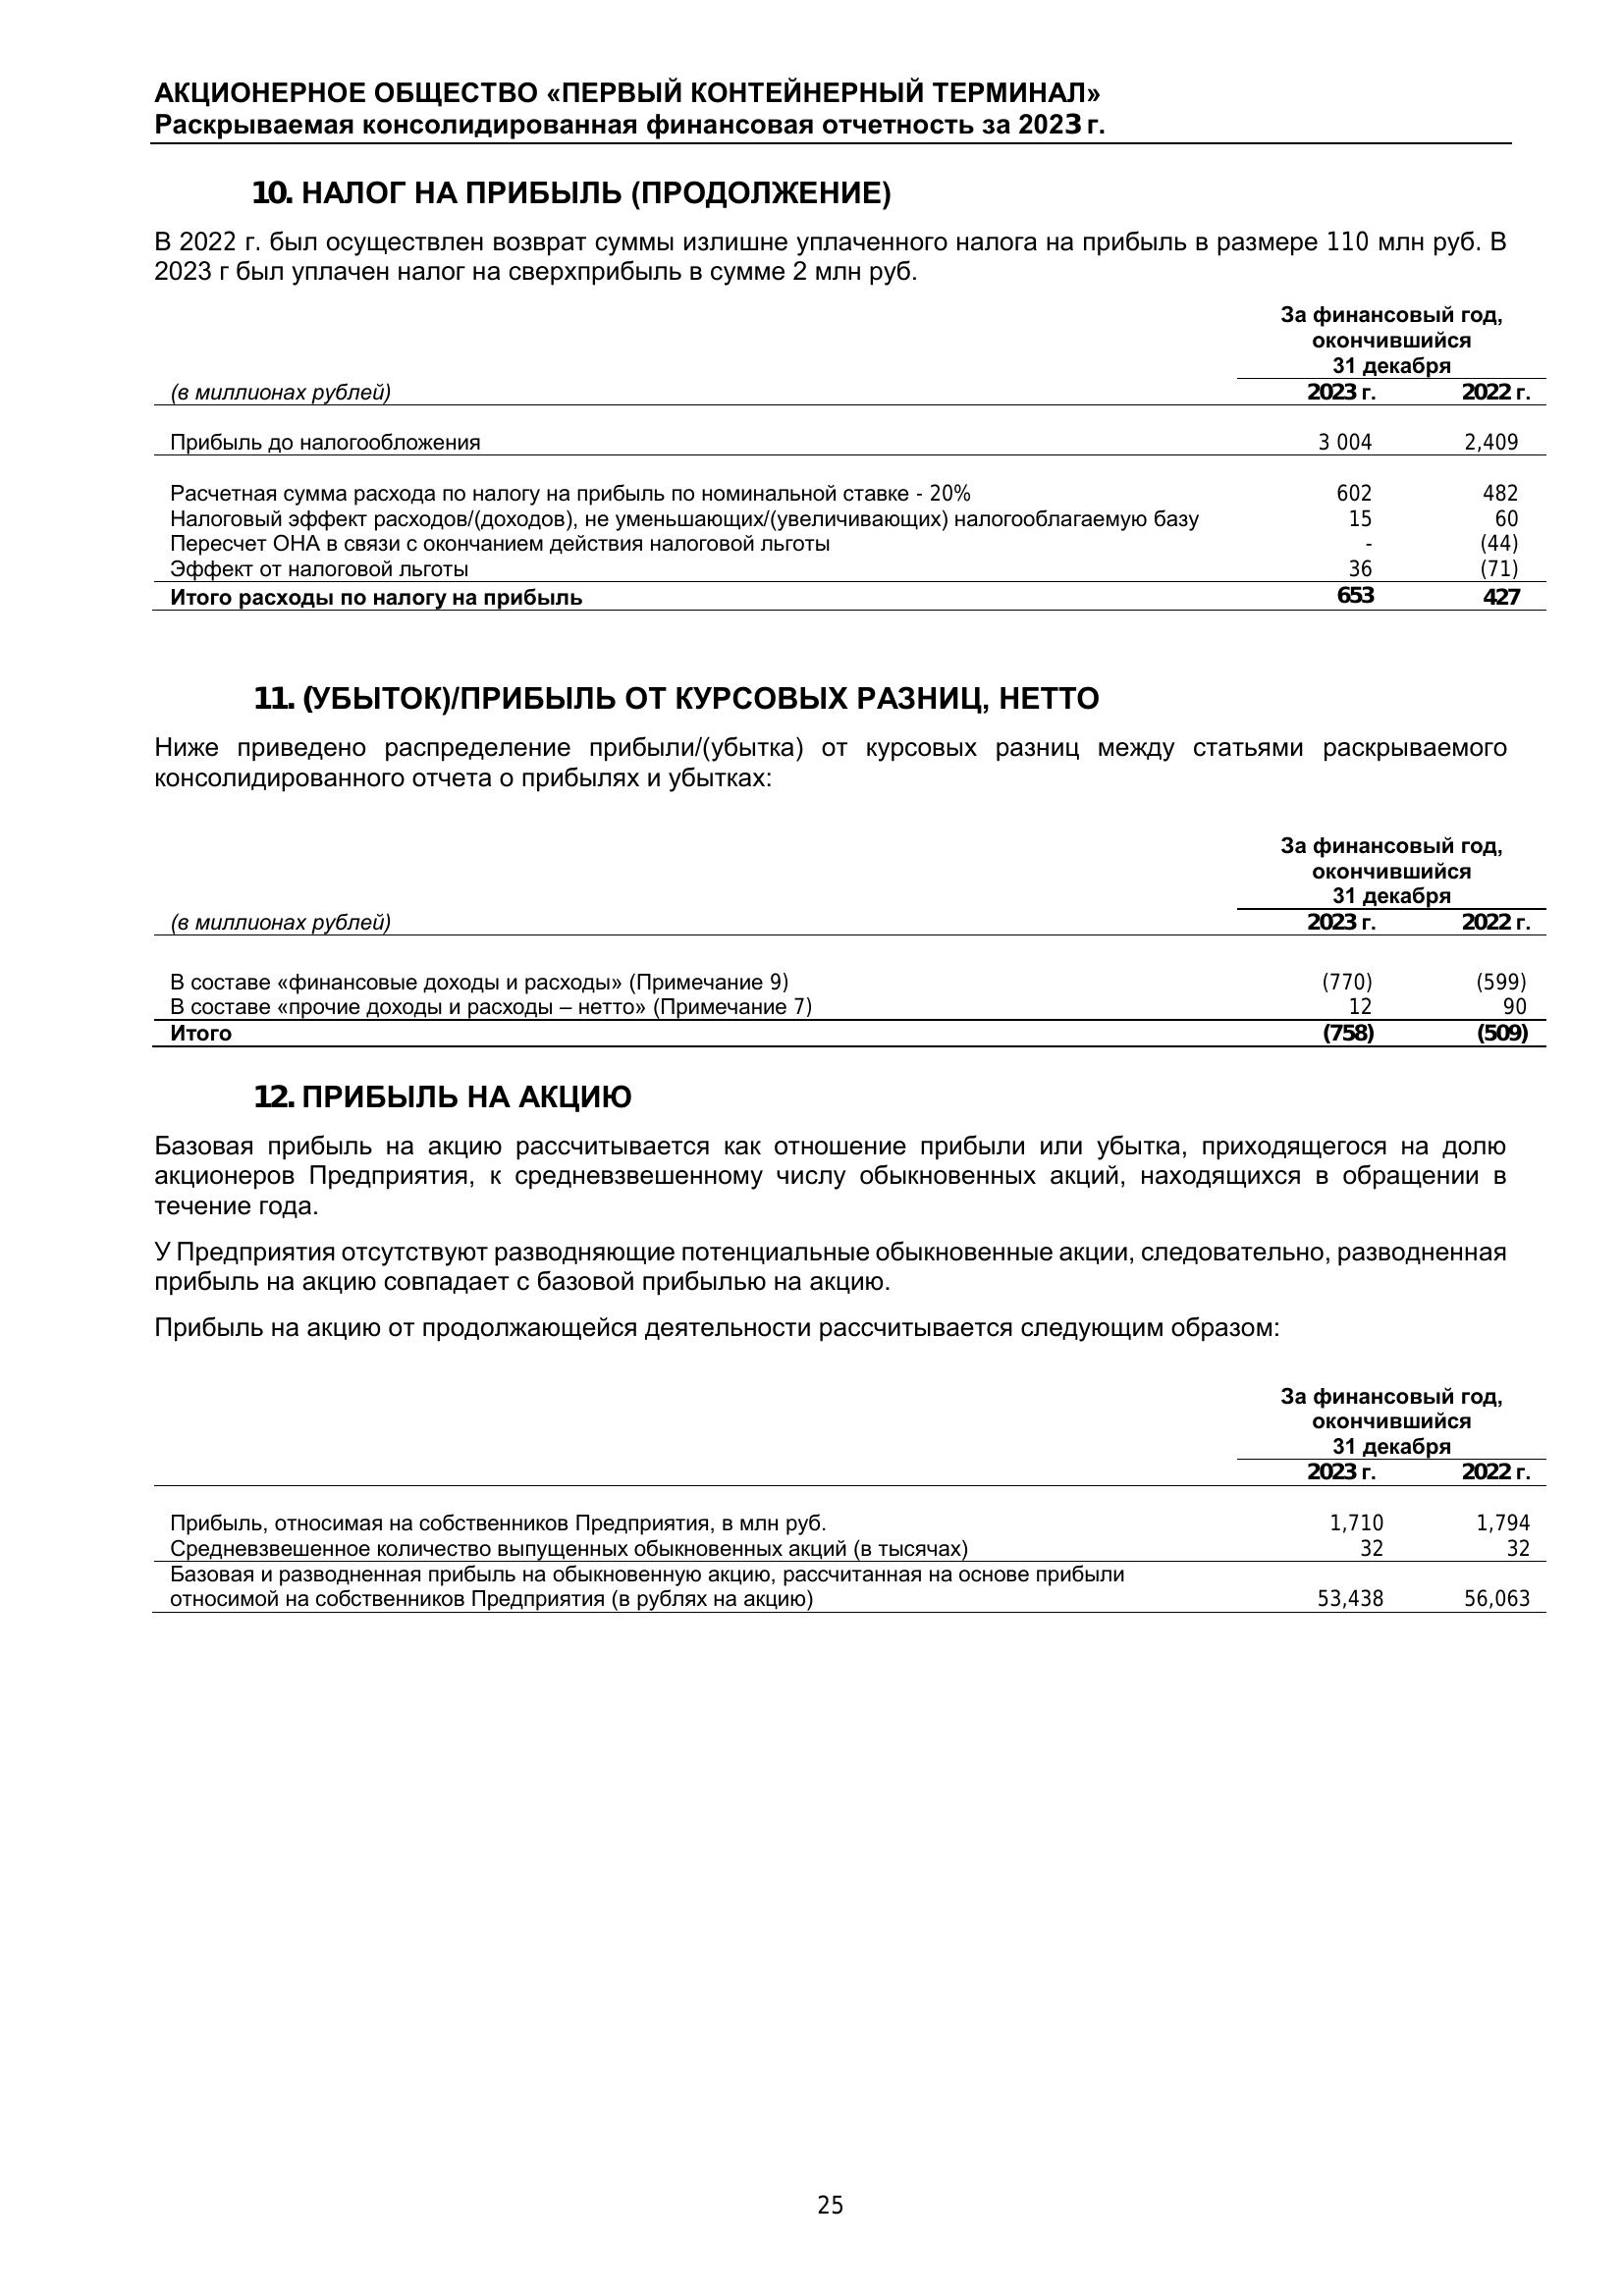 АКЦИОНЕРНОЕ ОБЩЕСТВО «ПЕРВЫЙ КОНТЕЙНЕРНЫЙ ТЕРМИНАЛ»
Раскрываемая консолидированная финансовая отчетность за 2023 г.
10. НАЛОГ НА ПРИБЫЛЬ (ПРОДОЛЖЕНИЕ)
В 2022 г. был осуществлен возврат суммы излишне уплаченного налога на прибыль в размере 110 млн руб. В
2023 г был уплачен налог на сверхприбыль в сумме 2 млн руб.
За финансовый год,
окончившийся
31 декабря
(в миллионах рублей) 2023 г. 2022 г.
Прибыль до налогообложения 3 004 2,409
Расчетная сумма расхода по налогу на прибыль по номинальной ставке - 20% 602 482
Налоговый эффект расходов/(доходов), не уменьшающих/(увеличивающих) налогооблагаемую базу 15 60
Пересчет ОНА в связи с окончанием действия налоговой льготы - (44)
Эффект от налоговой льготы 36 (71)
Итого расходы по налогу на прибыль 653 427
11. (УБЫТОК)/ПРИБЫЛЬ ОТ КУРСОВЫХ РАЗНИЦ, НЕТТО
Ниже приведено распределение прибыли/(убытка) от курсовых разниц между статьями раскрываемого
консолидированного отчета о прибылях и убытках:
За финансовый год,
окончившийся
31 декабря
(в миллионах рублей) 2023 г. 2022 г.
В составе «финансовые доходы и расходы» (Примечание 9) (770) (599)
В составе «прочие доходы и расходы – нетто» (Примечание 7) 12 90
Итого (758) (509)
12. ПРИБЫЛЬ НА АКЦИЮ
Базовая прибыль на акцию рассчитывается как отношение прибыли или убытка, приходящегося на долю
акционеров Предприятия, к средневзвешенному числу обыкновенных акций, находящихся в обращении в
течение года.
У Предприятия отсутствуют разводняющие потенциальные обыкновенные акции, следовательно, разводненная
прибыль на акцию совпадает с базовой прибылью на акцию.
Прибыль на акцию от продолжающейся деятельности рассчитывается следующим образом:
За финансовый год,
окончившийся
31 декабря
2023 г. 2022 г.
Прибыль, относимая на собственников Предприятия, в млн руб. 1,710 1,794
Средневзвешенное количество выпущенных обыкновенных акций (в тысячах) 32 32
Базовая и разводненная прибыль на обыкновенную акцию, рассчитанная на основе прибыли
относимой на собственников Предприятия (в рублях на акцию) 53,438 56,063
25